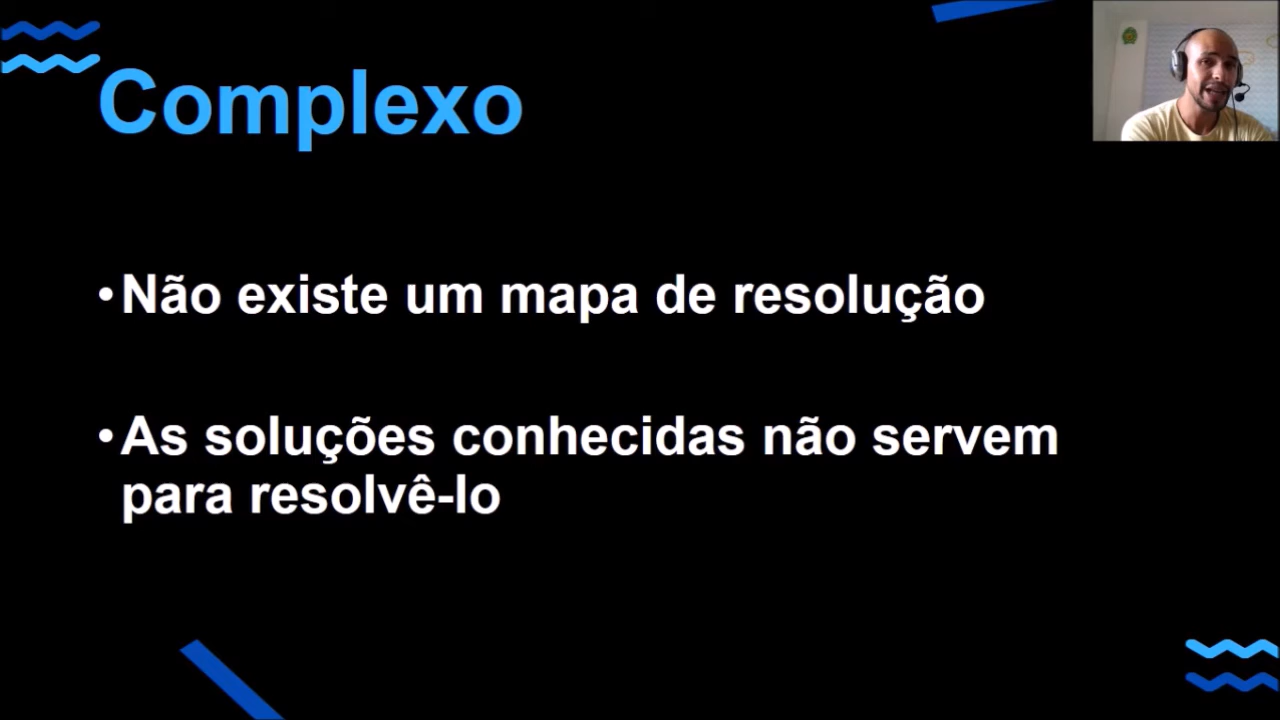 Complexo
•Não existe um mapa de resolução
•As soluções conhecidas não servem
para resolvê-lo